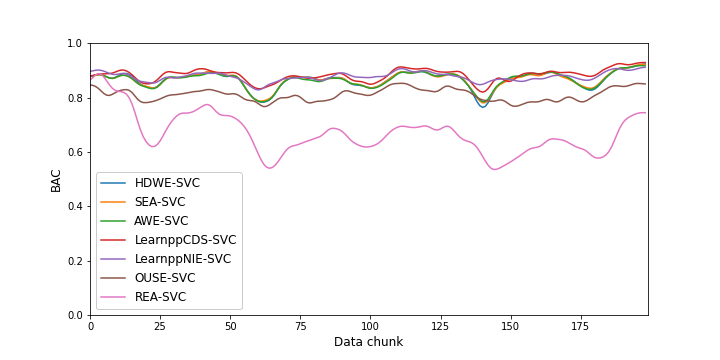 1.0
0.8
0.6
0.4
0.2
0.0
BAC
HDWE-SVC
SEA-SVC
AWE-SVC
LearnppCDS-SVC
LearnppNIE-SVC
OUSE-SVC
REA-SVC
0 25 50 75 100 125 150 175
Data chunk